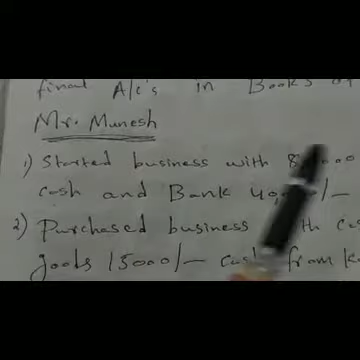 final A/c's in Books of
Mr. Munesh
1) Started business with
cash and Bank
2) Purchased business
goods 15000/- cash from